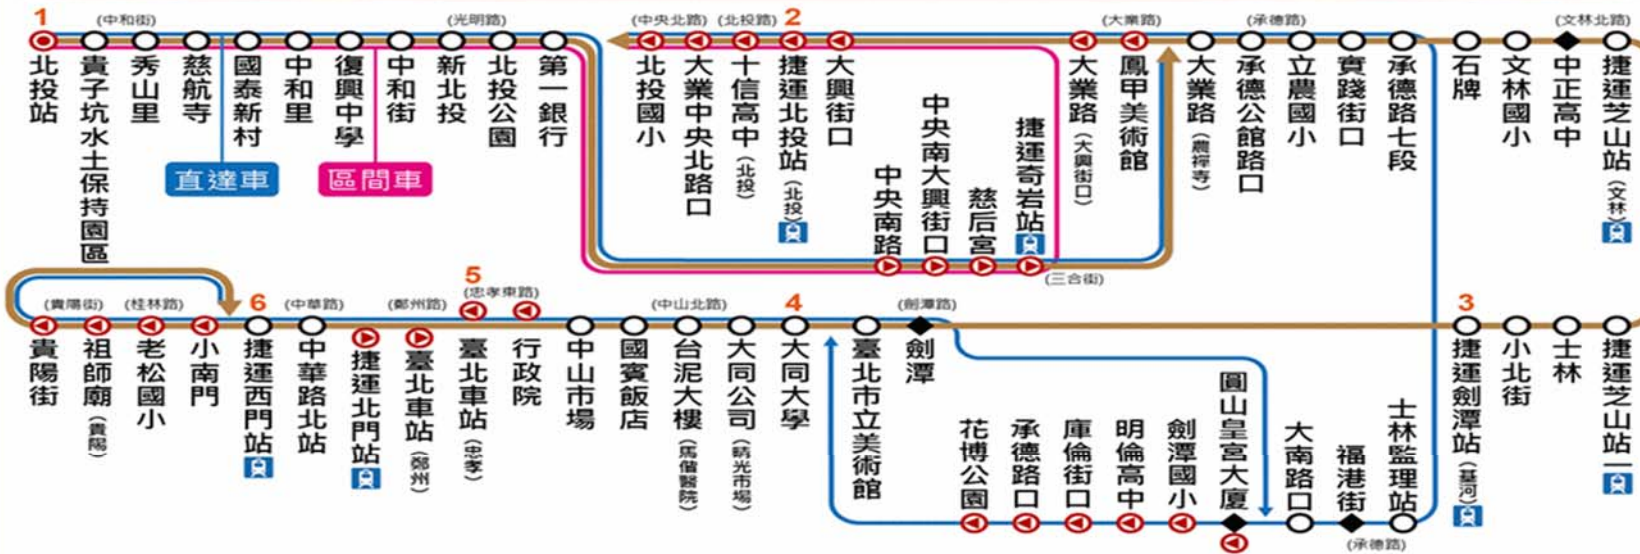 1
(中和街)
(光明路)
(中央北路)
(北投路)
2
(大業路)
(承德路)
(文林北路)
北投站
貴子坑水土保持園區
秀山里
慈航寺
國泰新村
中和里
復興中學
中和街
新北投
北投公園
第一銀行
北投國小
大業中央北路口
十信高中(北投)
捷運北投站(北投)
大興街口
中央南路
中央南大興街口
慈后宮
捷運奇岩站
大業路(大興街口)
鳳甲美術館
大業路(農禪寺)
承德公館路口
立農國小
實踐街口
承德路七段
石牌
文林國小
中正高中
捷運芝山站(文林)
直達車
區間車
(三合街)
(貴陽街)
(桂林路)
6
(中華路)
(鄭州路)
5
(忠孝東路)
(中山北路)
4
(劍潭路)
3
貴陽街
祖師廟(貴陽)
老松國小
小南門
捷運西門站
中華路北站
捷運北門站
臺北車站(鄭州)
臺北車站(忠孝)
行政院
中山市場
國賓飯店
台泥大樓(馬偕醫院)
大同公司(晴光市場)
大同大學
臺北市立美術館
劍潭
花博公園
承德路口
庫倫街口
明倫高中
劍潭國小
圓山皇宮大廈
大南路口
福港街
士林監理站
(承德路)
捷運劍潭站(基河)
小北街
士林
捷運芝山站一